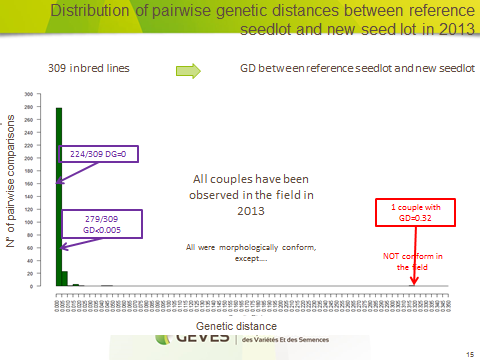 Distribution of pairwise genetic distances between reference
seedlot and new seed lot in 2013
309 inbred lines
GD between reference seedlot and new seedlot
N° of pairwise comparisons
300
280
260
240
220
200
180
160
140
120
100
80
60
40
20
0
224/309 DG=0
279/309
GD<0.005
All couples have been
observed in the field in
2013
All were morphologically conform,
except....
1 couple with
GD=0.32
NOT conform in
the field
Genetic distance
GEVES
des Variétés Et des Semences
15